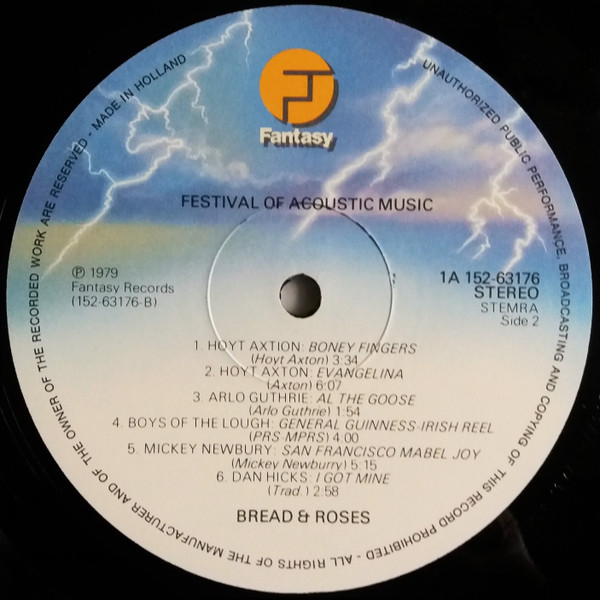 UNAUTHORIZED PUBLIC PERFORMANCE, BROADCASTING AND COPYING OF THIS RECORD PROHIBITED - ALL RIGHTS OF THE MANUFACTURER AND OF THE OWNER OF THE RECORDED WORK ARE RESERVED - MADE IN HOLLAND
Fantasy
FESTIVAL OF ACOUSTIC MUSIC
℗ 1979
Fantasy Records
(152-63176-B)
1A 152-63176
STEREO
STEMRA
Side 2
1. HOYT AXTION: BONEY FINGERS
(Hoyt Axton) 3:34
2. HOYT AXTON: EVANGELINA
(Axton) 6:07
3. ARLO GUTHRIE: AL THE GOOSE
(Arlo Guthrie) 1:54
4. BOYS OF THE LOUGH: GENERAL GUINNESS-IRISH REEL
(PRS-MPRS) 4:00
5. MICKEY NEWBURY: SAN FRANCISCO MABEL JOY
(Mickey Newburry) 5:15
6. DAN HICKS: I GOT MINE
(Trad.) 2:58
BREAD & ROSES